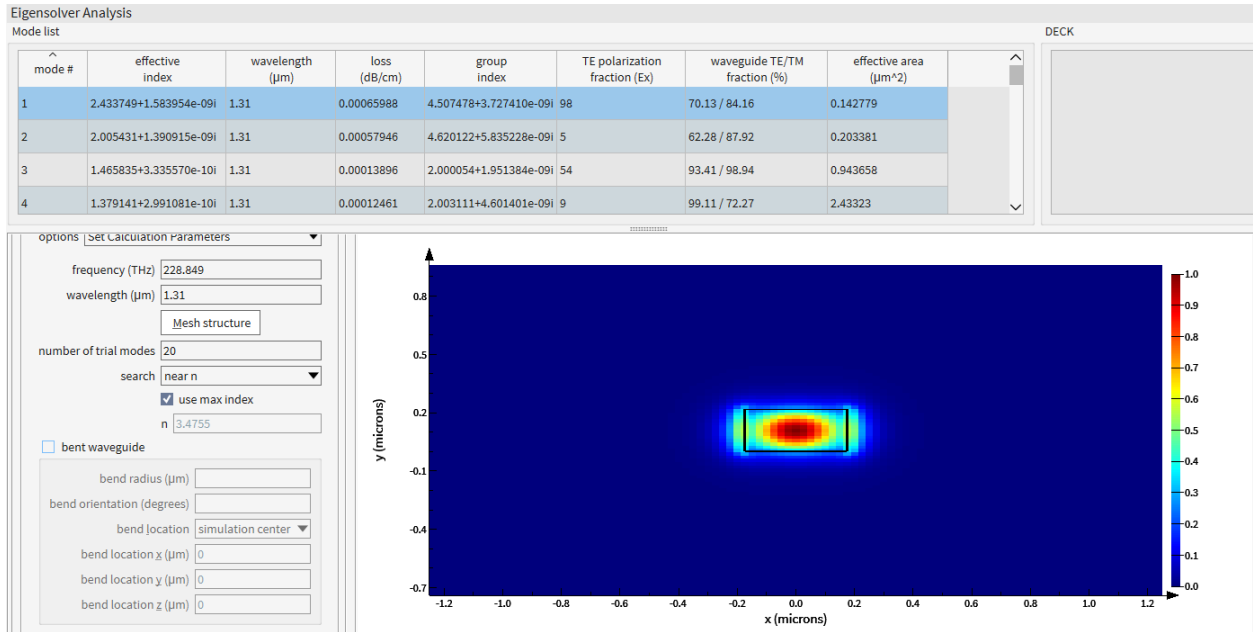 Eigensolver Analysis
Mode list
DECK
mode # effective index wavelength (μm) loss (dB/cm) group index TE polarization fraction (Ex) waveguide TE/TM fraction (%) effective area (μm^2)
1 2.433749+1.583954e-09i 1.31 0.00065988 4.507478+3.727410e-09i 98 70.13 / 84.16 0.142779
2 2.005431+1.390915e-09i 1.31 0.00057946 4.620122+5.835228e-09i 5 62.28 / 87.92 0.203381
3 1.465835+3.335570e-10i 1.31 0.00013896 2.000054+1.951384e-09i 54 93.41 / 98.94 0.943658
4 1.379141+2.991081e-10i 1.31 0.00012461 2.003111+4.601401e-09i 9 99.11 / 72.27 2.43323
options Set Calculation Parameters
frequency (THz) 228.849
wavelength (μm) 1.31
Mesh structure
number of trial modes 20
search near n
use max index
n 3.4755
bent waveguide
bend radius (μm)
bend orientation (degrees)
bend location simulation center
bend location x (μm) 0
bend location y (μm) 0
bend location z (μm) 0
y (microns)
0.8
0.5
0.2
-0.1
-0.4
-0.7
-1.2 -1.0 -0.8 -0.6 -0.4 -0.2 0.0 0.2 0.4 0.6 0.8 1.0 1.2
x (microns)
1.0
0.9
0.8
0.7
0.6
0.5
0.4
0.3
0.2
0.1
0.0